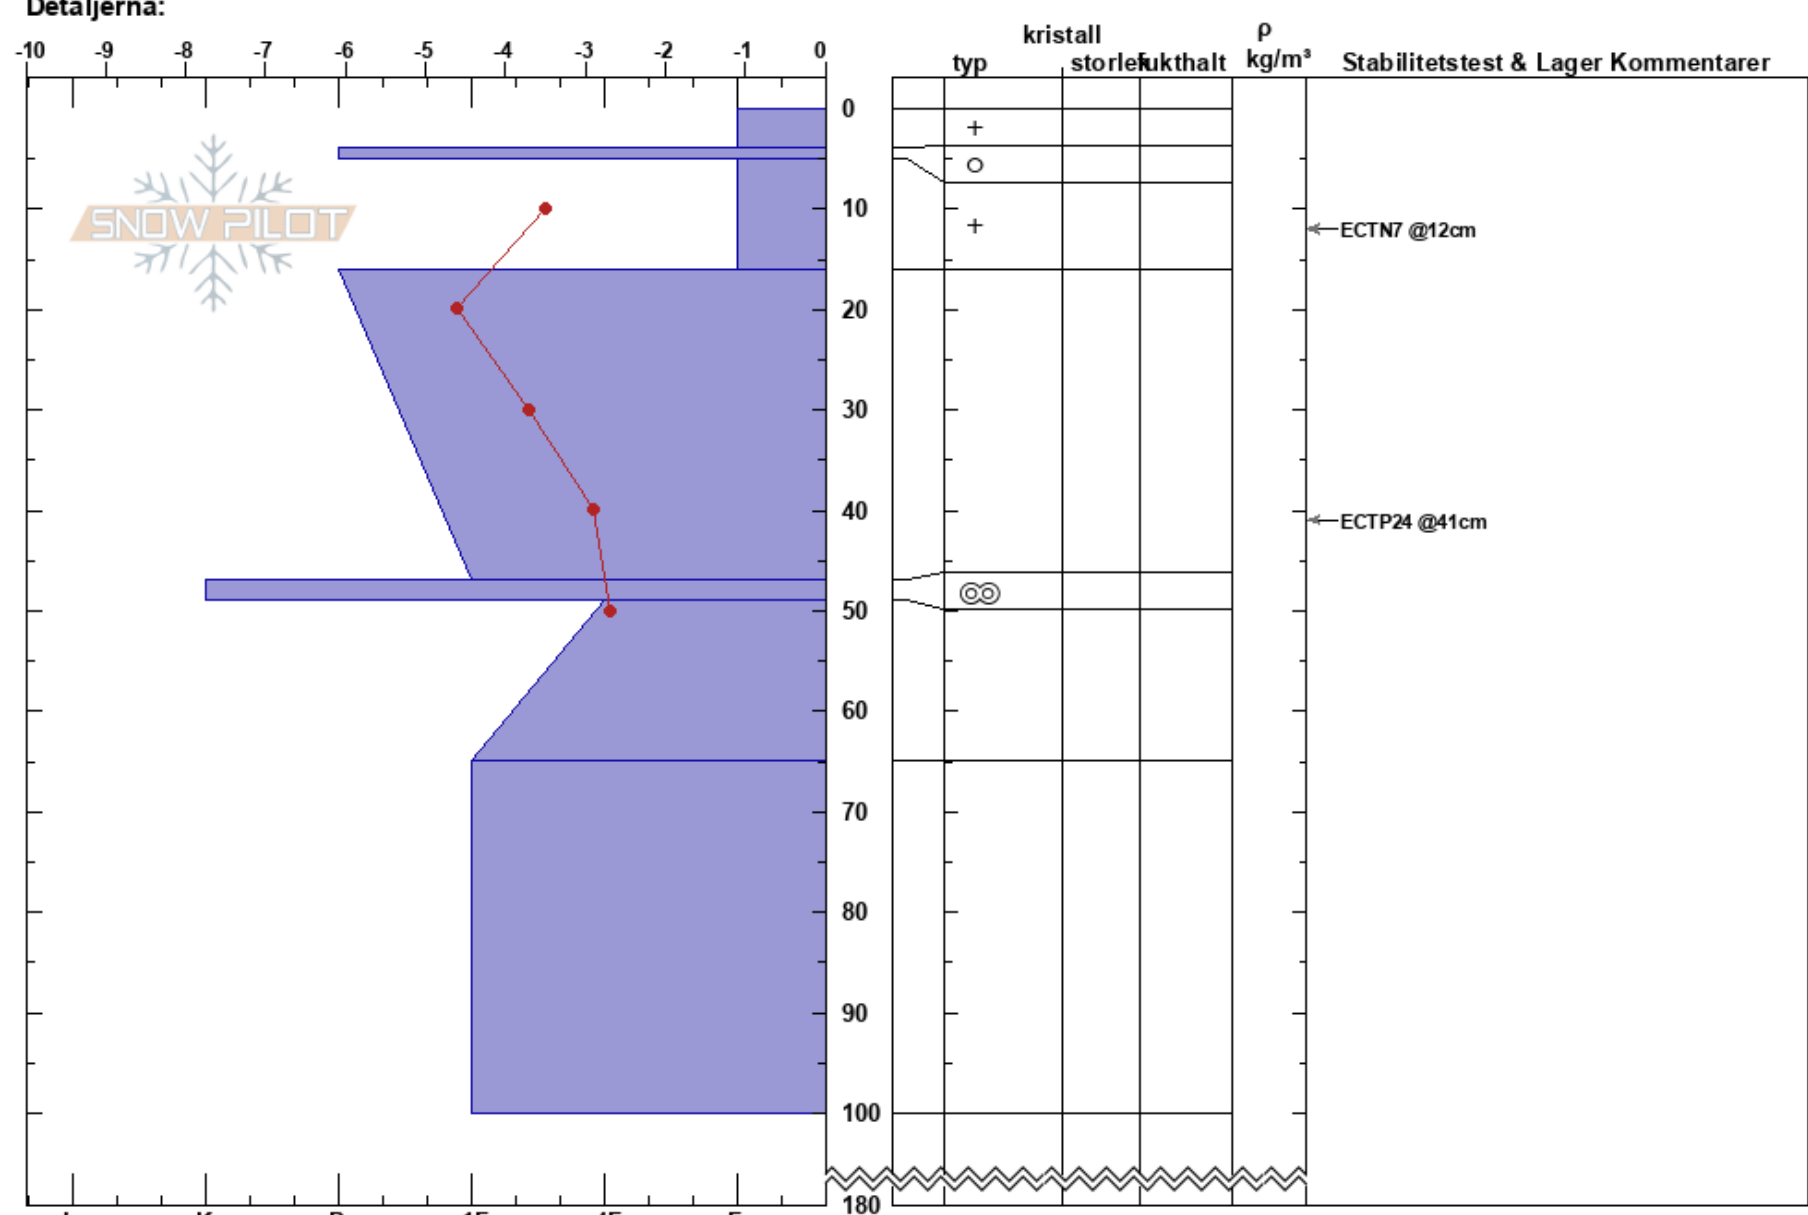 Detaljerna:
kristall ρ
-10 -9 -8 -7 -6 -5 -4 -3 -2 -1 0 typ storlek fukthalt kg/m³ Stabilitetstest & Lager Kommentarer
0
SNOW PILOT
10
ECTN7 @12cm
20
30
40
ECTP24 @41cm
50
60
70
80
90
100
180
I K P 1F 4F F